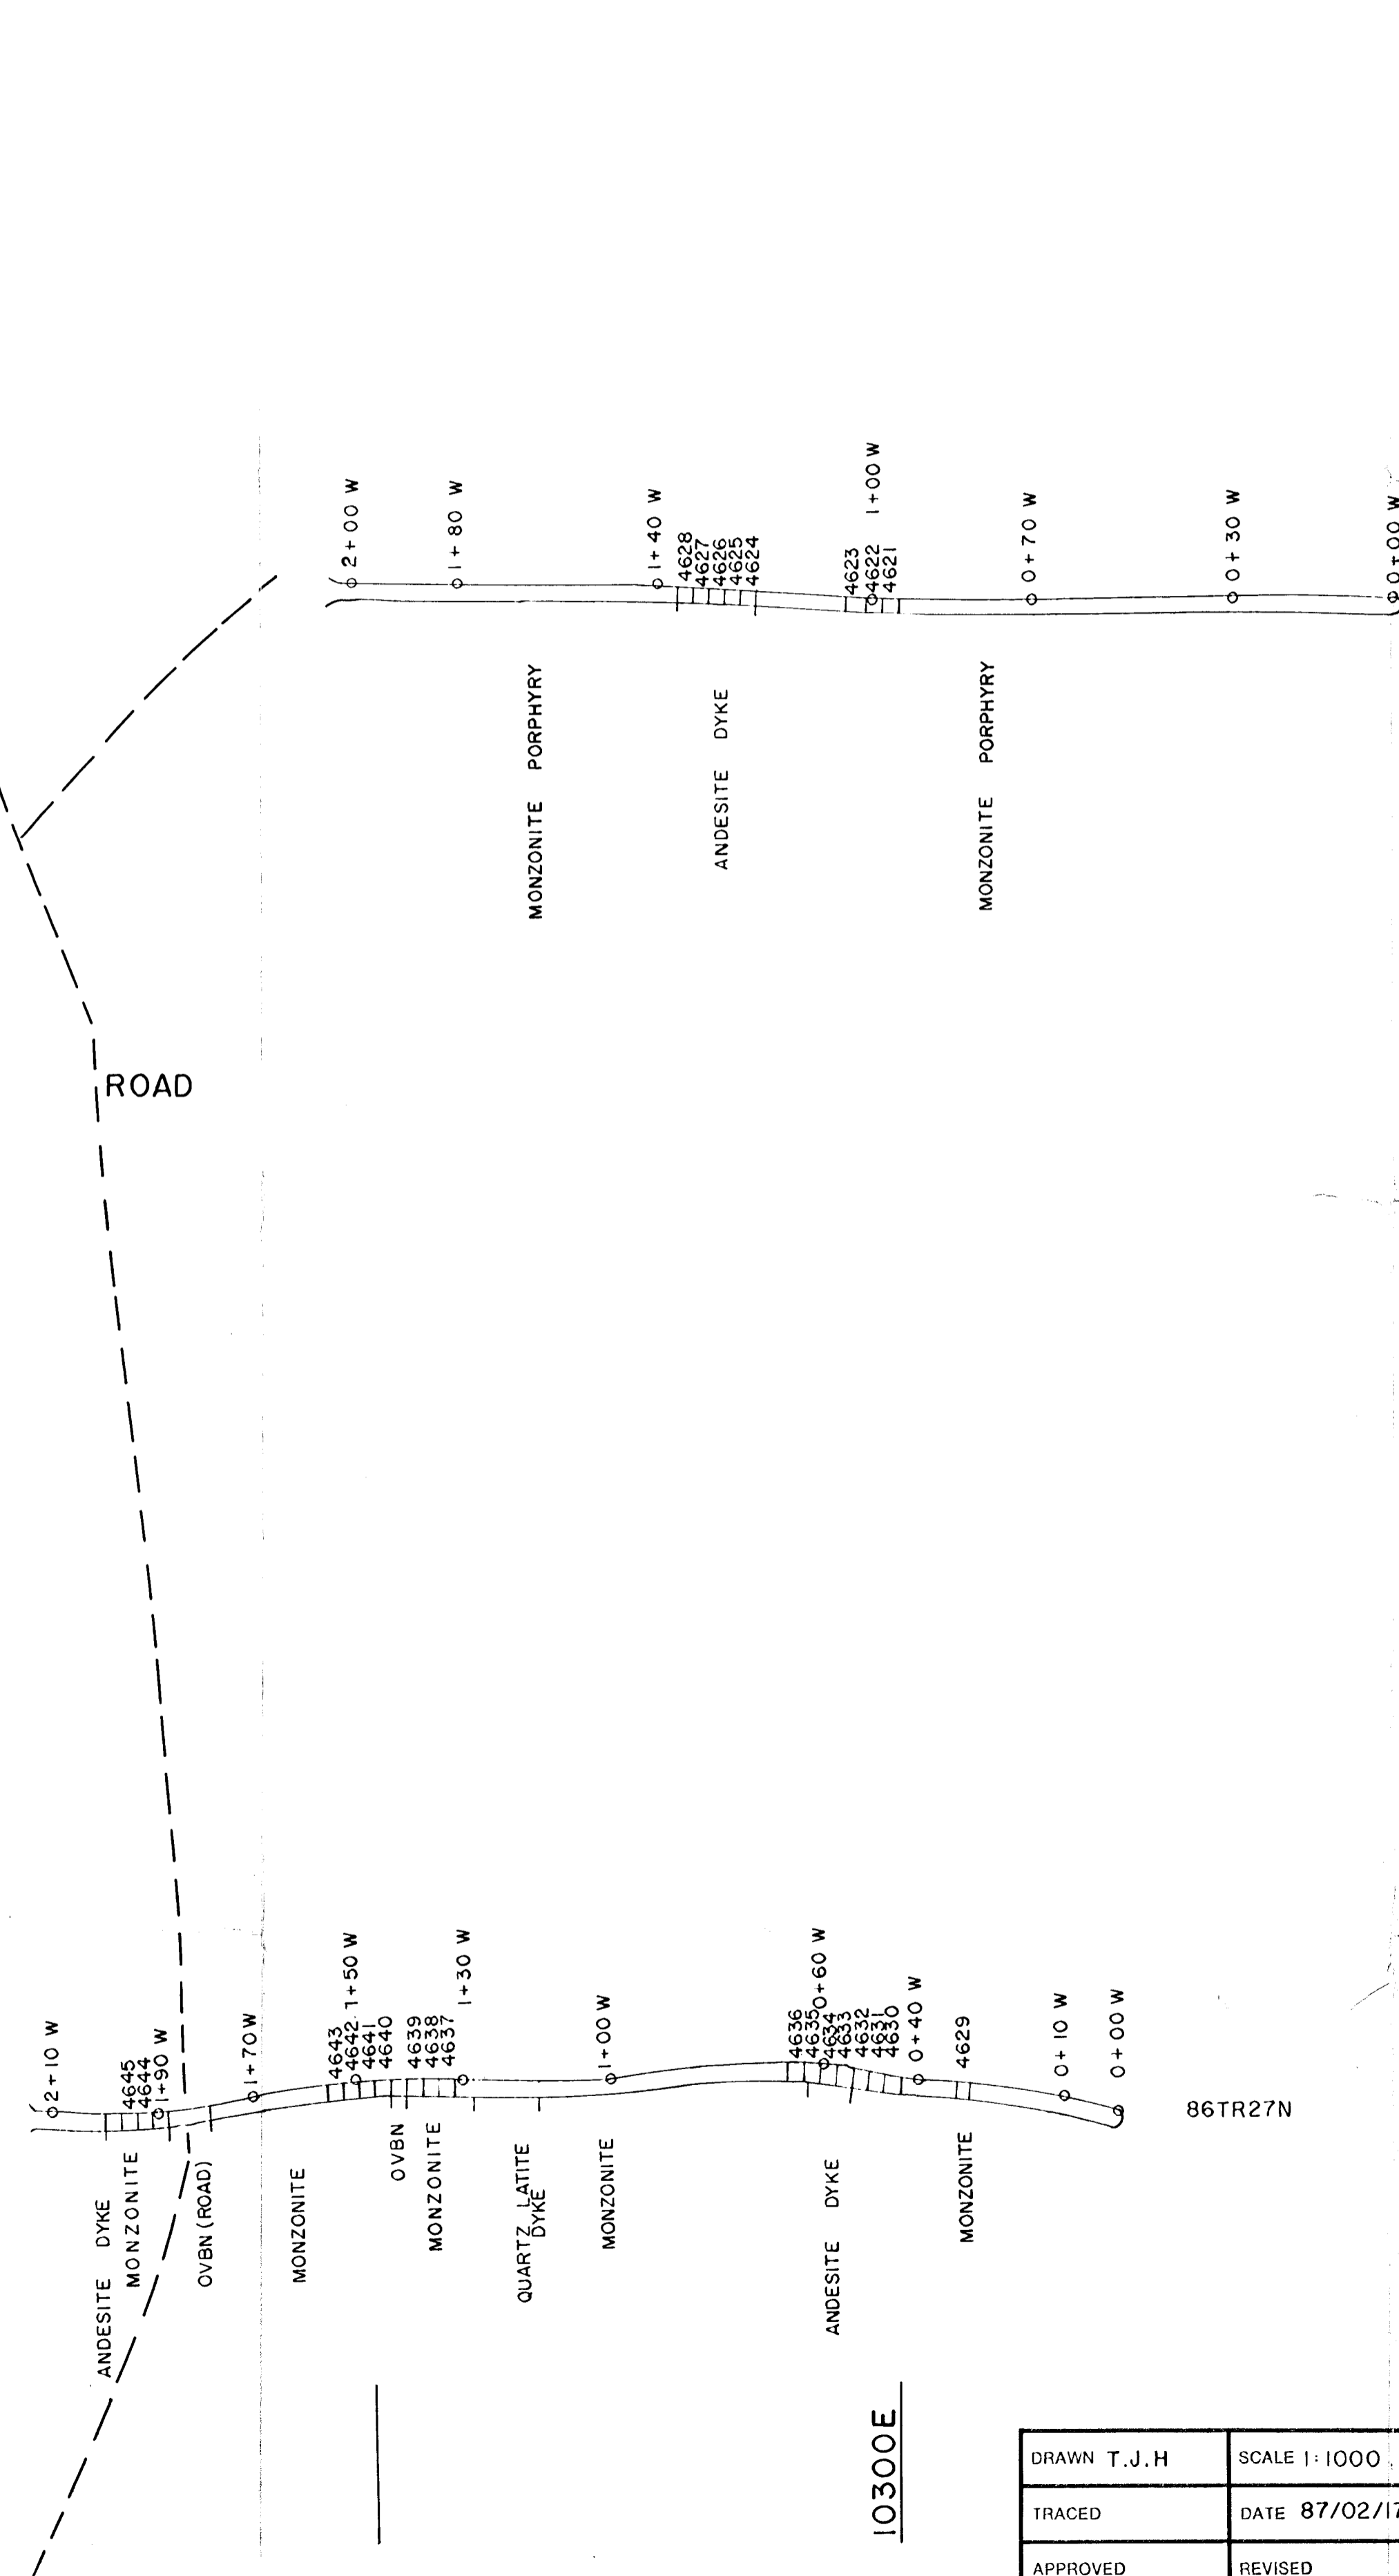 2+00 W
1+80 W
1+40 W
4628
4627
4626
4625
4624
4623
4622
1+00 W
4621
0+70 W
0+30 W
0+00 W
MONZONITE PORPHYRY
ANDESITE DYKE
MONZONITE PORPHYRY
ROAD
2+10 W
4645
4644
1+90 W
1+70 W
4643
4642
1+50 W
4641
4640
4639
4638
4637
1+30 W
1+00 W
4636
4635
0+60 W
4634
4633
4632
4631
4630
0+40 W
4629
0+10 W
0+00 W
86TR27N
ANDESITE DYKE
MONZONITE
OVBN (ROAD)
MONZONITE
OVBN
MONZONITE
QUARTZ LATITE
DYKE
MONZONITE
ANDESITE DYKE
MONZONITE
10300E
DRAWN T.J.H
SCALE 1:1000
TRACED
DATE 87/02/17
APPROVED
REVISED